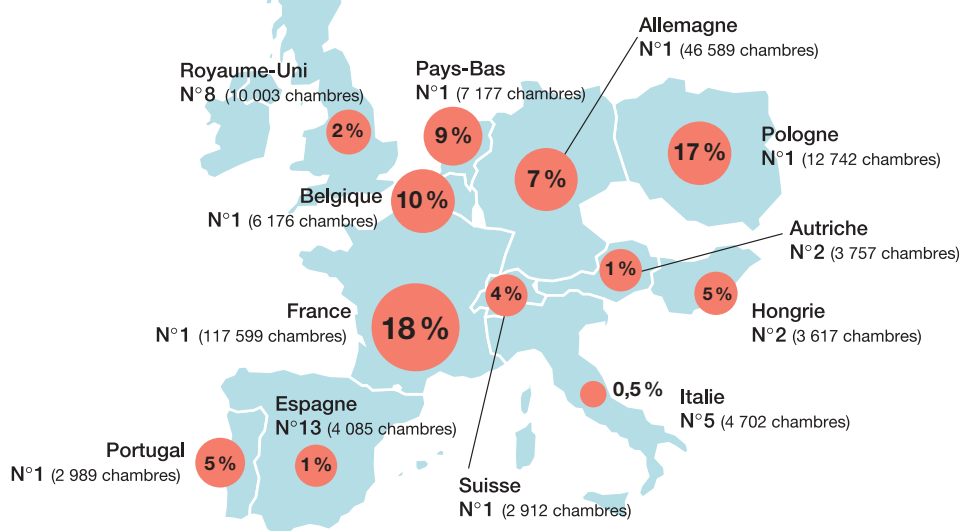 Allemagne
N°1 (46 589 chambres)
Royaume-Uni
N°8 (10 003 chambres)
2 %
Pays-Bas
N°1 (7 177 chambres)
9 %
7 %
Pologne
N°1 (12 742 chambres)
17 %
Belgique
N°1 (6 176 chambres)
10 %
Autriche
N°2 (3 757 chambres)
1 %
4 %
5 %
Hongrie
N°2 (3 617 chambres)
France
N°1 (117 599 chambres)
18 %
0,5 %
Italie
N°5 (4 702 chambres)
Espagne
N°13 (4 085 chambres)
1 %
Portugal
N°1 (2 989 chambres)
5 %
Suisse
N°1 (2 912 chambres)